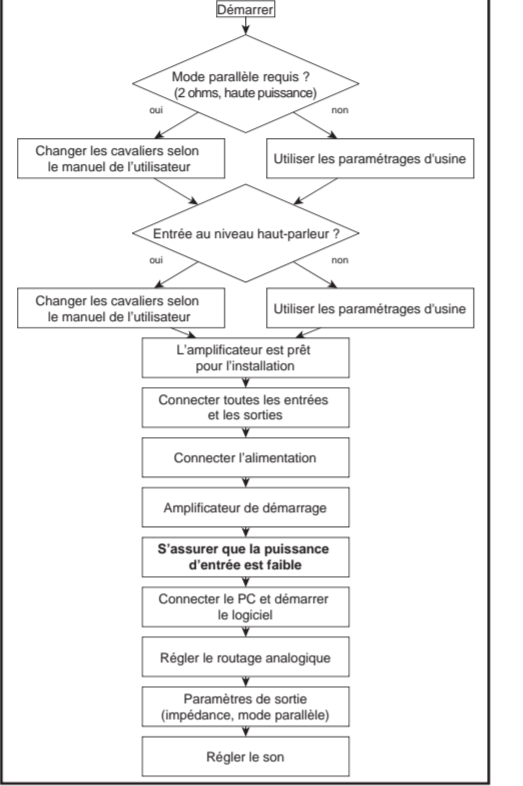 Démarrer
Mode parallèle requis ?
(2 ohms, haute puissance)
oui
non
Changer les cavaliers selon
le manuel de l'utilisateur
Utiliser les paramétrages d'usine
Entrée au niveau haut-parleur ?
oui
non
Changer les cavaliers selon
le manuel de l'utilisateur
Utiliser les paramétrages d'usine
L'amplificateur est prêt
pour l'installation
Connecter toutes les entrées
et les sorties
Connecter l'alimentation
Amplificateur de démarrage
S'assurer que la puissance
d'entrée est faible
Connecter le PC et démarrer
le logiciel
Régler le routage analogique
Paramètres de sortie
(impédance, mode parallèle)
Régler le son